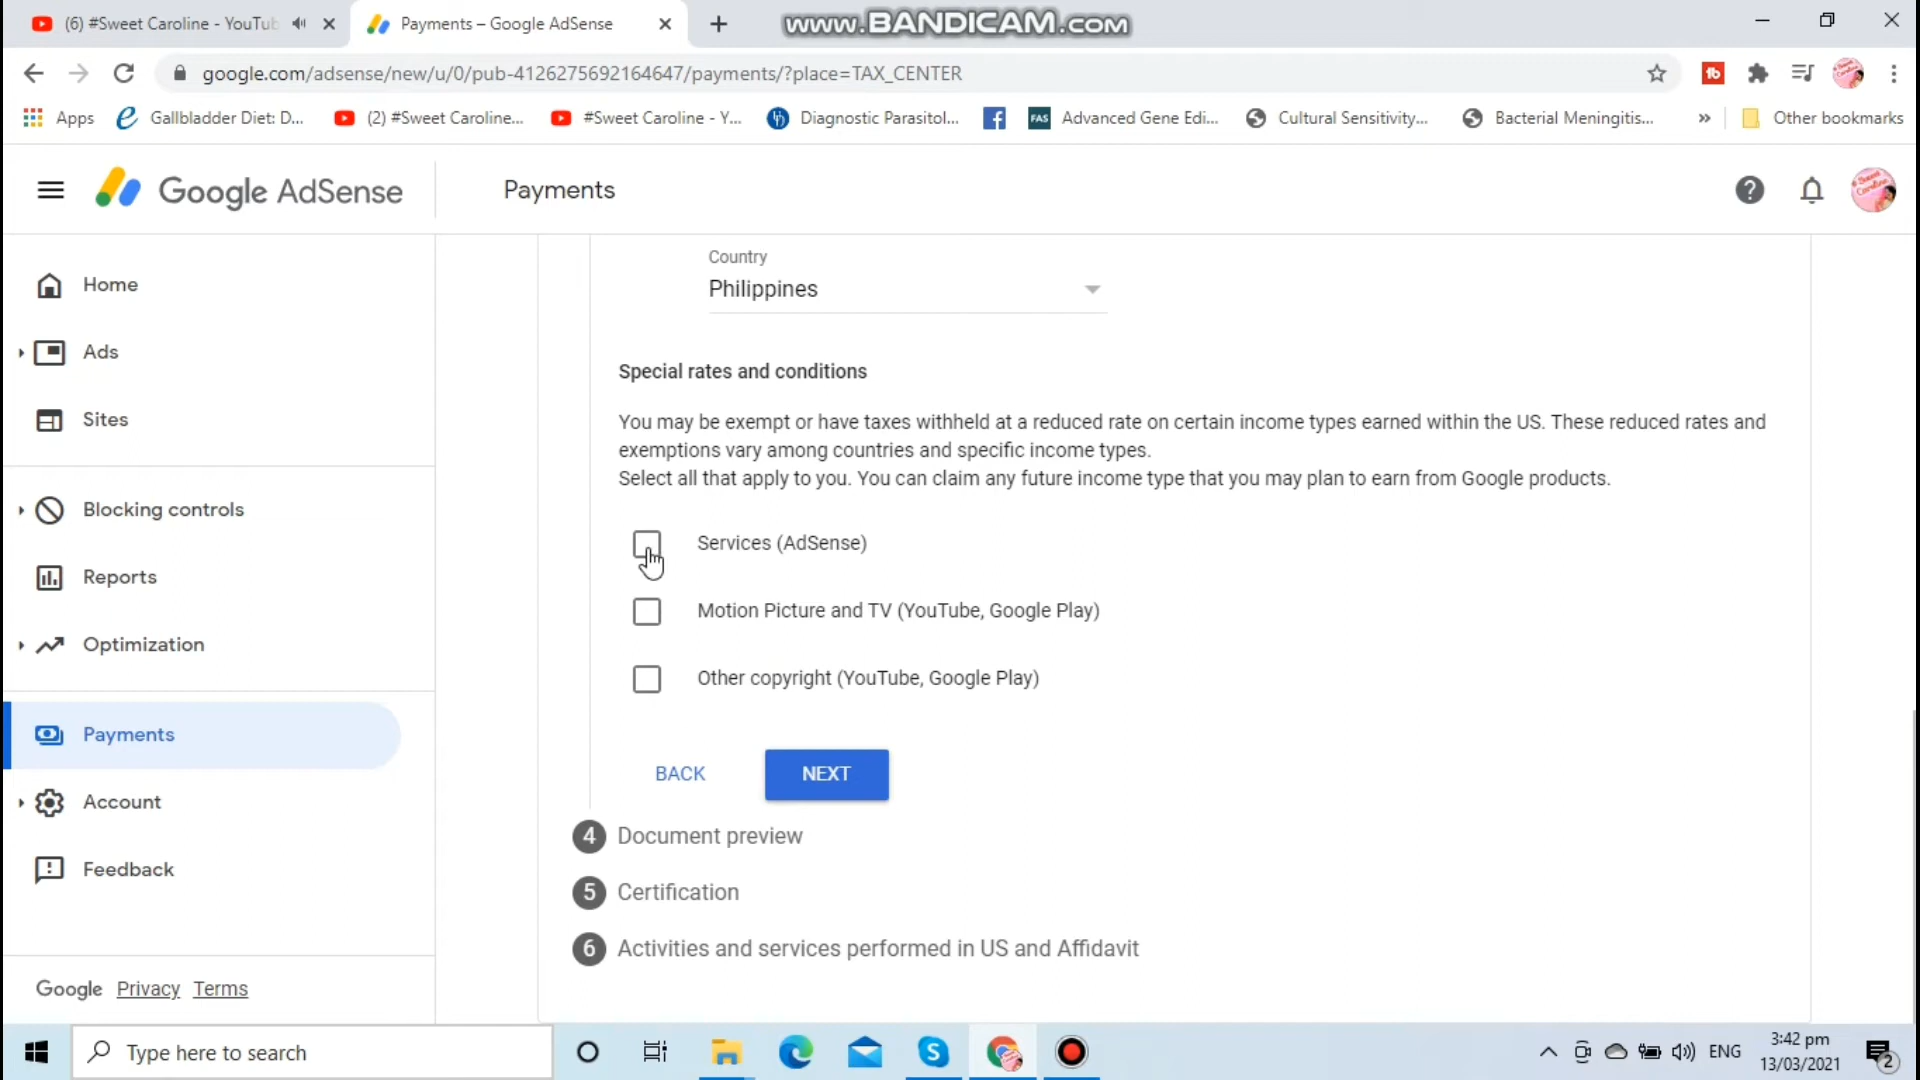 (6) #Sweet Caroline - YouTub
Payments – Google AdSense
www.BANDICAM.com
google.com/adsense/new/u/0/pub-4126275692164647/payments/?place=TAX_CENTER
Apps
Gallbladder Diet: D...
(2) #Sweet Caroline...
#Sweet Caroline - Y...
Diagnostic Parasitol...
FAS
Advanced Gene Edi...
Cultural Sensitivity...
Bacterial Meningitis...
»
Other bookmarks
Google AdSense
Payments
Home
Ads
Sites
Blocking controls
Reports
Optimization
Payments
Account
Feedback
Google Privacy Terms
Country
Philippines
Special rates and conditions
You may be exempt or have taxes withheld at a reduced rate on certain income types earned within the US. These reduced rates and
exemptions vary among countries and specific income types.
Select all that apply to you. You can claim any future income type that you may plan to earn from Google products.
Services (AdSense)
Motion Picture and TV (YouTube, Google Play)
Other copyright (YouTube, Google Play)
BACK
NEXT
4 Document preview
5 Certification
6 Activities and services performed in US and Affidavit
Type here to search
ENG
3:42 pm
13/03/2021
2